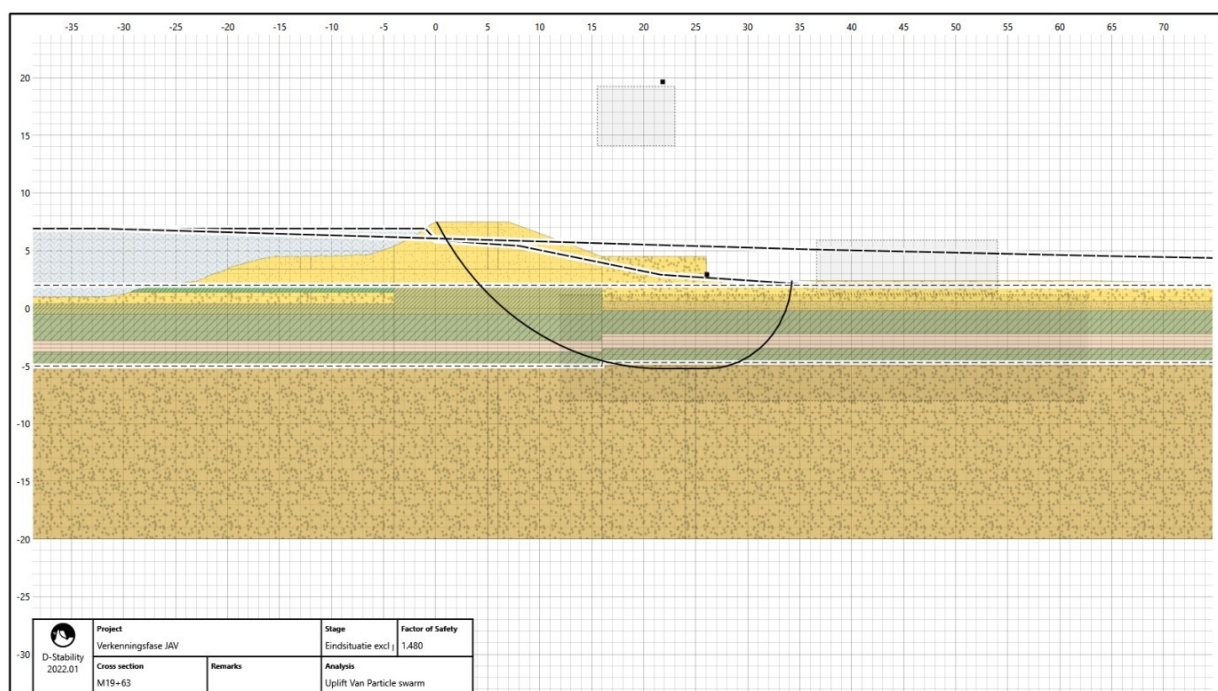 -35 -30 -25 -20 -15 -10 -5 0 5 10 15 20 25 30 35 40 45 50 55 60 65 70
20
15
10
5
0
-5
-10
-15
-20
-25
-30
D-Stability
2022.01
Project
Verkenningsfase JAV
Stage
Eindsituatie excl
Factor of Safety
1.480
Cross section
M19+63
Remarks
Analysis
Uplift Van Particle swarm